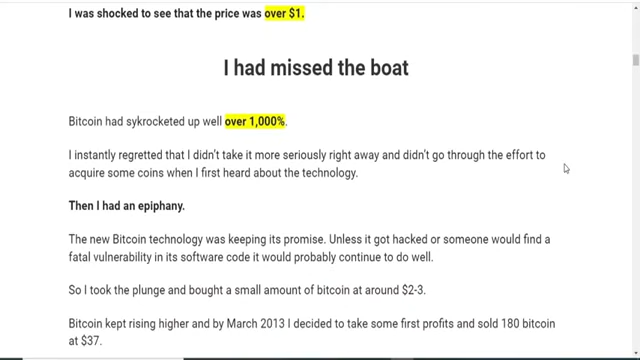 I was shocked to see that the price was over $1.
I had missed the boat
Bitcoin had sykrocketed up well over 1,000%.
I instantly regretted that I didn't take it more seriously right away and didn't go through the effort to
acquire some coins when I first heard about the technology.
Then I had an epiphany.
The new Bitcoin technology was keeping its promise. Unless it got hacked or someone would find a
fatal vulnerability in its software code it would probably continue to do well.
So I took the plunge and bought a small amount of bitcoin at around $2-3.
Bitcoin kept rising higher and by March 2013 I decided to take some first profits and sold 180 bitcoin
at $37.